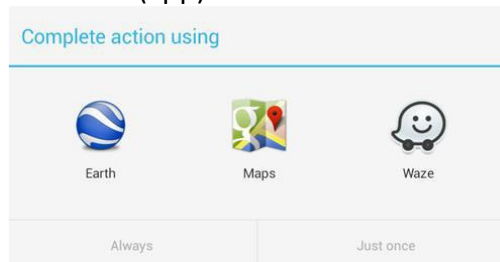 Complete action using
Earth
Maps
Waze
Always
Just once